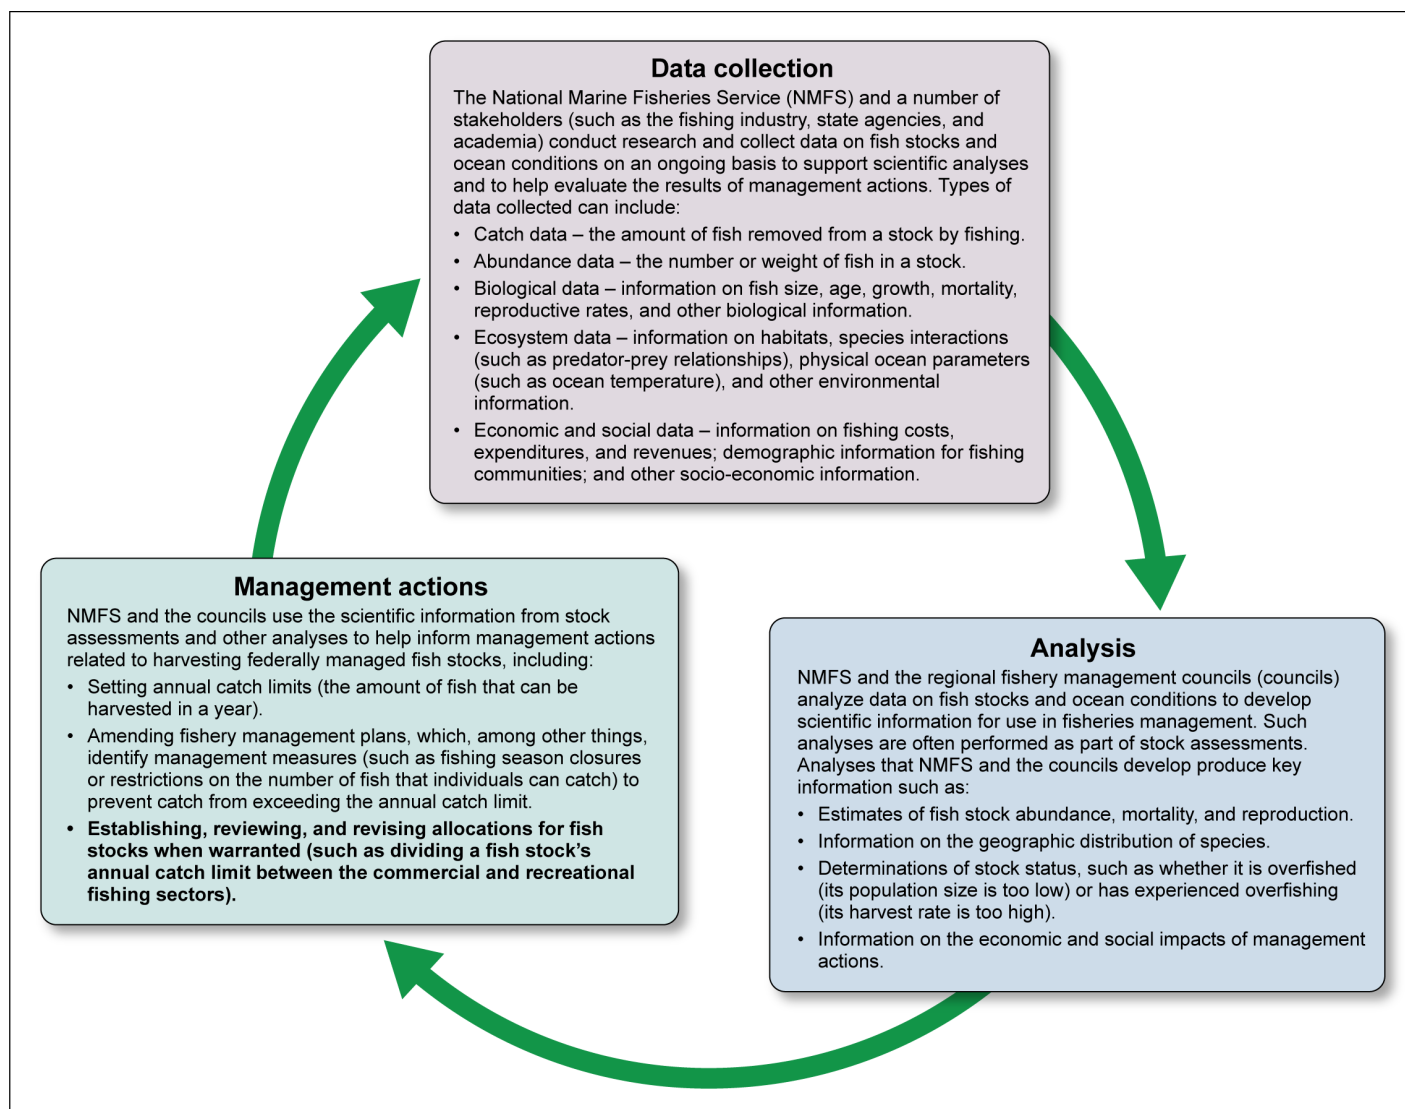 Data collection
The National Marine Fisheries Service (NMFS) and a number of
stakeholders (such as the fishing industry, state agencies, and
academia) conduct research and collect data on fish stocks and
ocean conditions on an ongoing basis to support scientific analyses
and to help evaluate the results of management actions. Types of
data collected can include:
• Catch data – the amount of fish removed from a stock by fishing.
• Abundance data – the number or weight of fish in a stock.
• Biological data – information on fish size, age, growth, mortality,
reproductive rates, and other biological information.
• Ecosystem data – information on habitats, species interactions
(such as predator-prey relationships), physical ocean parameters
(such as ocean temperature), and other environmental
information.
• Economic and social data – information on fishing costs,
expenditures, and revenues; demographic information for fishing
communities; and other socio-economic information.
Analysis
NMFS and the regional fishery management councils (councils)
analyze data on fish stocks and ocean conditions to develop
scientific information for use in fisheries management. Such
analyses are often performed as part of stock assessments.
Analyses that NMFS and the councils develop produce key
information such as:
• Estimates of fish stock abundance, mortality, and reproduction.
• Information on the geographic distribution of species.
• Determinations of stock status, such as whether it is overfished
(its population size is too low) or has experienced overfishing
(its harvest rate is too high).
• Information on the economic and social impacts of management
actions.
Management actions
NMFS and the councils use the scientific information from stock
assessments and other analyses to help inform management actions
related to harvesting federally managed fish stocks, including:
• Setting annual catch limits (the amount of fish that can be
harvested in a year).
• Amending fishery management plans, which, among other things,
identify management measures (such as fishing season closures
or restrictions on the number of fish that individuals can catch) to
prevent catch from exceeding the annual catch limit.
• Establishing, reviewing, and revising allocations for fish
stocks when warranted (such as dividing a fish stock’s
annual catch limit between the commercial and recreational
fishing sectors).